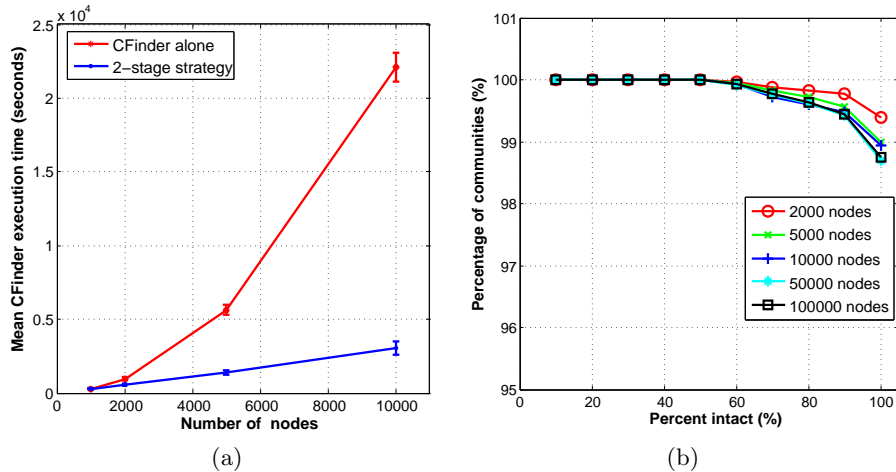 x 10^4
2.5
2
1.5
1
0.5
0
CFinder alone
2−stage strategy
Mean CFinder execution time (seconds)
0 2000 4000 6000 8000 10000
Number of nodes
(a)
101
100
99
98
97
96
95
Percentage of communities (%)
2000 nodes
5000 nodes
10000 nodes
50000 nodes
100000 nodes
0 20 40 60 80 100
Percent intact (%)
(b)